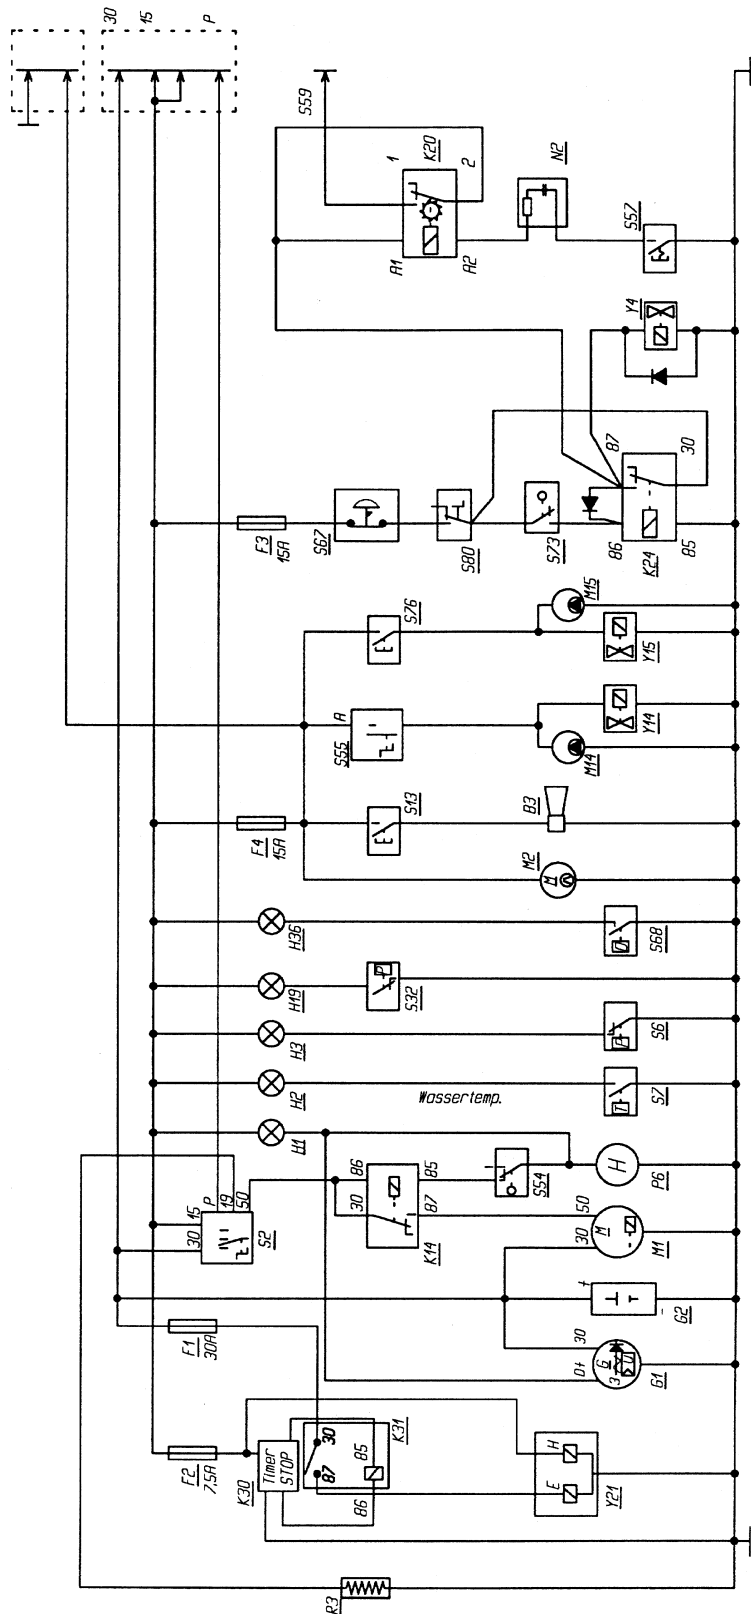 30
15
P
S59
1
K20
2
N2
S57
A1
A2
Y4
87
30
F3
15A
S67
S80
S73
86
K24
85
S76
M15
Y15
A
S55
Y14
M14
F4
15A
S13
B3
M2
M
H36
S68
H19
P
S32
H3
P
S6
H2
Wassertemp.
T
S7
H1
86
85
S54
H
P6
15
P
19
50
30
S2
30
87
K14
50
30
M
M1
+
-
G2
F1
30A
30
D+
G
3
U
G1
F2
7,5A
K30
Timer
STOP
30
87
85
86
K31
H
E
Y21
R3